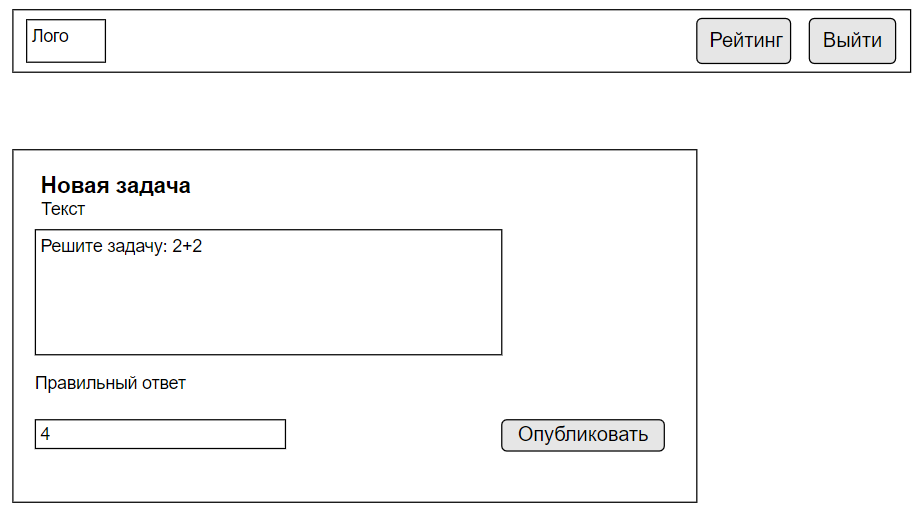 Лого
Рейтинг
Выйти
Новая задача
Текст
Решите задачу: 2+2
Правильный ответ
4
Опубликовать